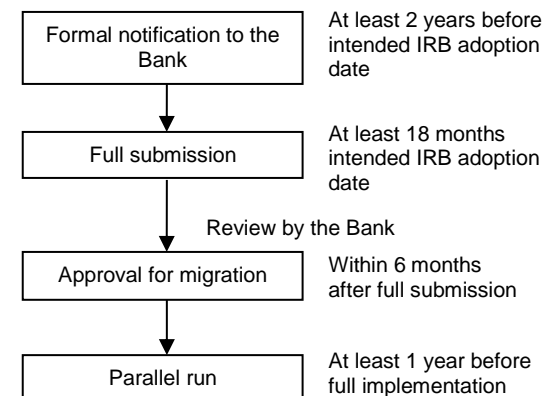 Formal notification to the
Bank
At least 2 years before
intended IRB adoption
date
Full submission
At least 18 months
intended IRB adoption
date
Review by the Bank
Approval for migration
Within 6 months
after full submission
Parallel run
At least 1 year before
full implementation